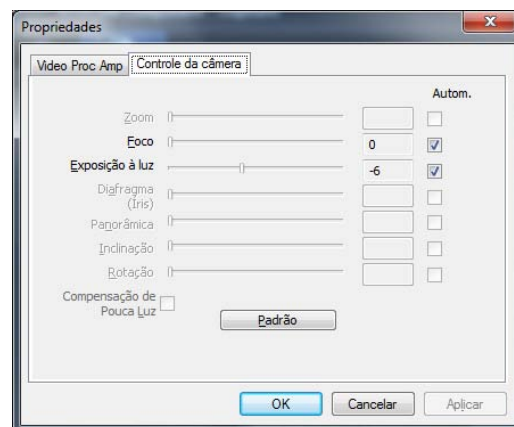 Propriedades
Video Proc Amp Controle da câmera
Autom.
Zoom
Foco 0
Exposição à luz -6
Diafragma
(Íris)
Panorâmica
Inclinação
Rotação
Compensação de
Pouca Luz
Padrão
OK Cancelar Aplicar